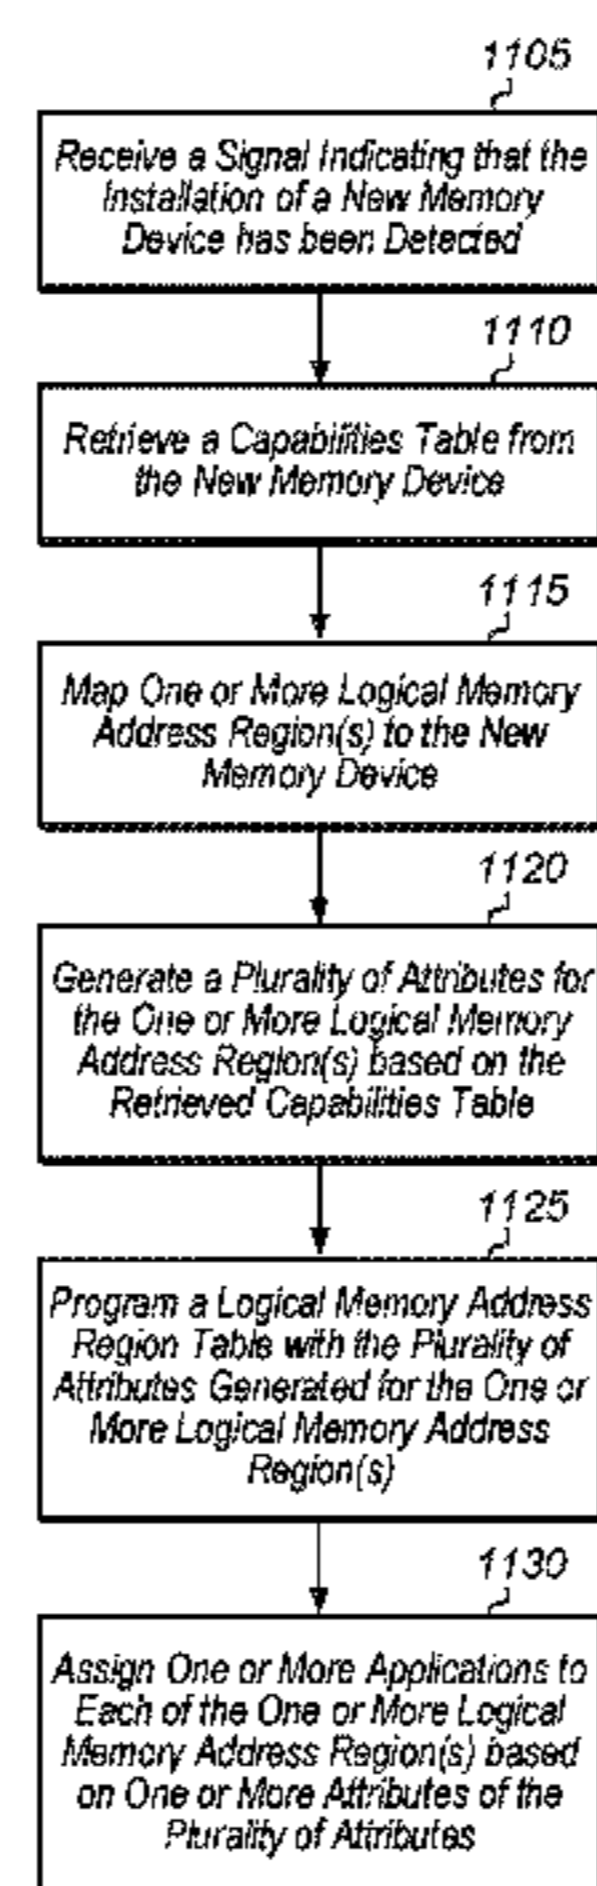 1105
Receive a Signal Indicating that the
Installation of a New Memory
Device has been Detected
1110
Retrieve a Capabilities Table from
the New Memory Device
1115
Map One or More Logical Memory
Address Region(s) to the New
Memory Device
1120
Generate a Plurality of Attributes for
the One or More Logical Memory
Address Region(s) based on the
Retrieved Capabilities Table
1125
Program a Logical Memory Address
Region Table with the Plurality of
Attributes Generated for the One or
More Logical Memory Address
Region(s)
1130
Assign One or More Applications to
Each of the One or More Logical
Memory Address Region(s) based
on One or More Attributes of the
Plurality of Attributes